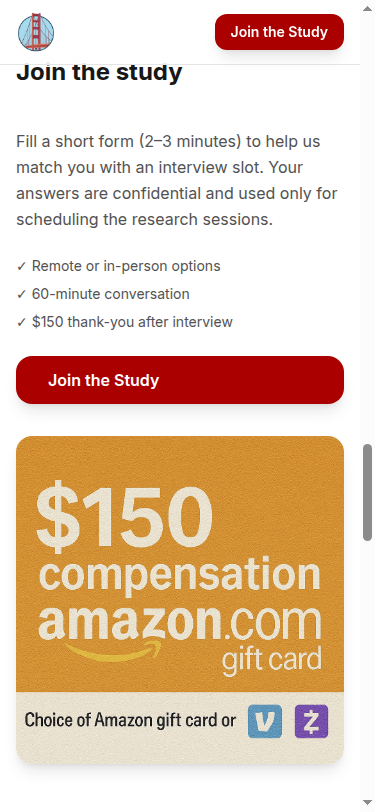 Join the Study
Join the study
Fill a short form (2–3 minutes) to help us
match you with an interview slot. Your
answers are confidential and used only for
scheduling the research sessions.
✓ Remote or in-person options
✓ 60-minute conversation
✓ $150 thank-you after interview
Join the Study
$150
compensation
amazon.com
gift card
Choice of Amazon gift card or